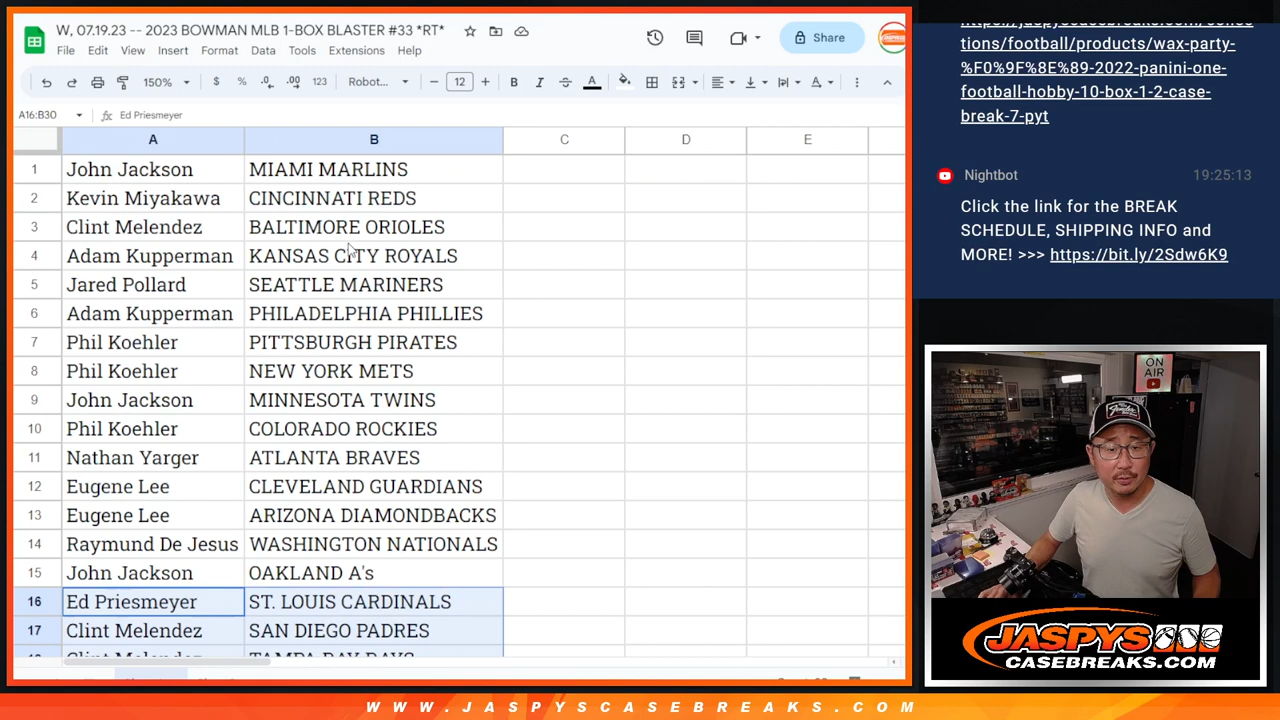 W, 07.19.23 -- 2023 BOWMAN MLB 1-BOX BLASTER #33 *RT*
File Edit View Insert Format Data Tools Extensions Help
Share
150% $ % .0 .00 123 Robot... − 12 + B I A
A16:B30 fx Ed Priesmeyer
A B C D E
1 John Jackson MIAMI MARLINS
2 Kevin Miyakawa CINCINNATI REDS
3 Clint Melendez BALTIMORE ORIOLES
4 Adam Kupperman KANSAS CITY ROYALS
5 Jared Pollard SEATTLE MARINERS
6 Adam Kupperman PHILADELPHIA PHILLIES
7 Phil Koehler PITTSBURGH PIRATES
8 Phil Koehler NEW YORK METS
9 John Jackson MINNESOTA TWINS
10 Phil Koehler COLORADO ROCKIES
11 Nathan Yarger ATLANTA BRAVES
12 Eugene Lee CLEVELAND GUARDIANS
13 Eugene Lee ARIZONA DIAMONDBACKS
14 Raymund De Jesus WASHINGTON NATIONALS
15 John Jackson OAKLAND A's
16 Ed Priesmeyer ST. LOUIS CARDINALS
17 Clint Melendez SAN DIEGO PADRES
Clint Melendez TAMPA BAY RAYS
tions/football/products/wax-party-
%F0%9F%8E%89-2022-panini-one-
football-hobby-10-box-1-2-case-
break-7-pyt
Nightbot 19:25:13
Click the link for the BREAK
SCHEDULE, SHIPPING INFO and
MORE! >>> https://bit.ly/2Sdw6K9
ON
AIR
JASPYS
CASEBREAKS.COM
WWW.JASPYSCASEBREAKS.COM